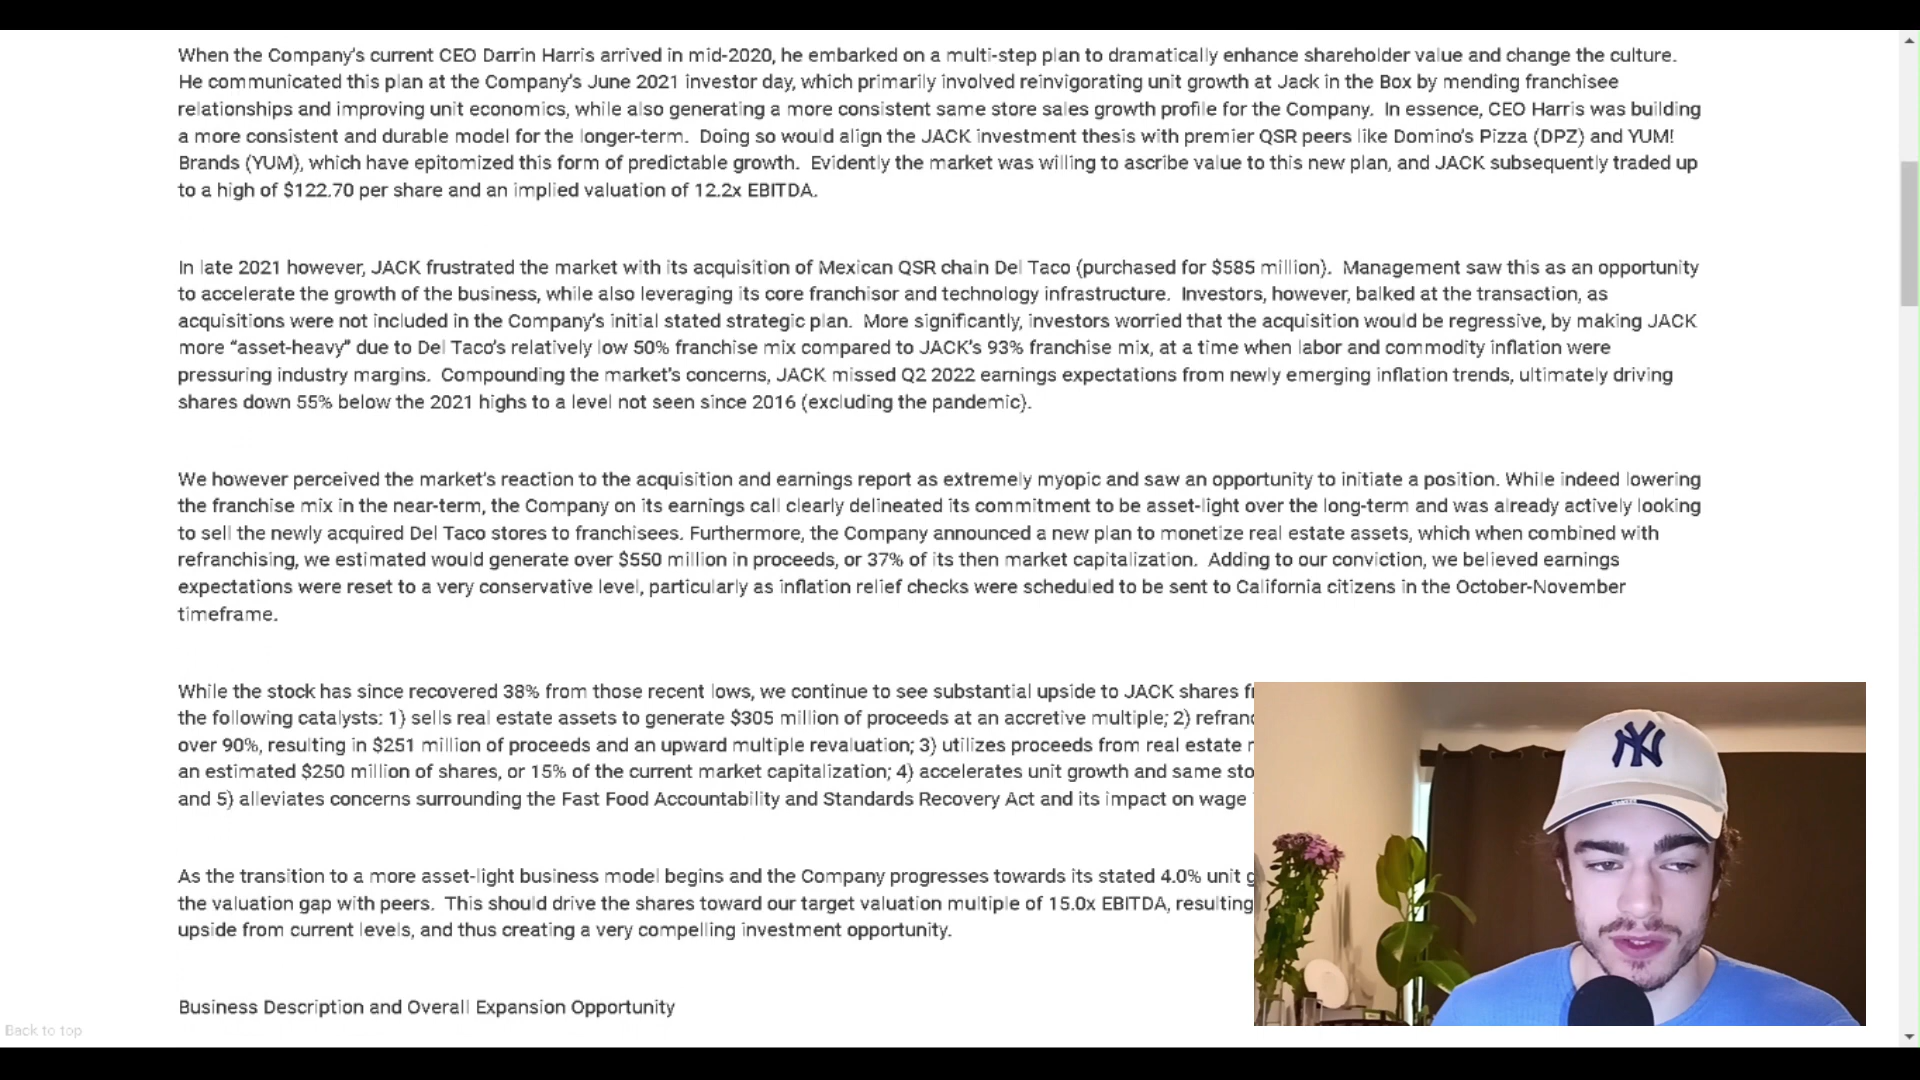 When the Company's current CEO Darrin Harris arrived in mid-2020, he embarked on a multi-step plan to dramatically enhance shareholder value and change the culture.
He communicated this plan at the Company's June 2021 investor day, which primarily involved reinvigorating unit growth at Jack in the Box by mending franchisee
relationships and improving unit economics, while also generating a more consistent same store sales growth profile for the Company. In essence, CEO Harris was building
a more consistent and durable model for the longer-term. Doing so would align the JACK investment thesis with premier QSR peers like Domino's Pizza (DPZ) and YUM!
Brands (YUM), which have epitomized this form of predictable growth. Evidently the market was willing to ascribe value to this new plan, and JACK subsequently traded up
to a high of $122.70 per share and an implied valuation of 12.2x EBITDA.
In late 2021 however, JACK frustrated the market with its acquisition of Mexican QSR chain Del Taco (purchased for $585 million). Management saw this as an opportunity
to accelerate the growth of the business, while also leveraging its core franchisor and technology infrastructure. Investors, however, balked at the transaction, as
acquisitions were not included in the Company's initial stated strategic plan. More significantly, investors worried that the acquisition would be regressive, by making JACK
more “asset-heavy” due to Del Taco's relatively low 50% franchise mix compared to JACK's 93% franchise mix, at a time when labor and commodity inflation were
pressuring industry margins. Compounding the market's concerns, JACK missed Q2 2022 earnings expectations from newly emerging inflation trends, ultimately driving
shares down 55% below the 2021 highs to a level not seen since 2016 (excluding the pandemic).
We however perceived the market's reaction to the acquisition and earnings report as extremely myopic and saw an opportunity to initiate a position. While indeed lowering
the franchise mix in the near-term, the Company on its earnings call clearly delineated its commitment to be asset-light over the long-term and was already actively looking
to sell the newly acquired Del Taco stores to franchisees. Furthermore, the Company announced a new plan to monetize real estate assets, which when combined with
refranchising, we estimated would generate over $550 million in proceeds, or 37% of its then market capitalization. Adding to our conviction, we believed earnings
expectations were reset to a very conservative level, particularly as inflation relief checks were scheduled to be sent to California citizens in the October-November
timeframe.
While the stock has since recovered 38% from those recent lows, we continue to see substantial upside to JACK shares
the following catalysts: 1) sells real estate assets to generate $305 million of proceeds at an accretive multiple; 2)
over 90%, resulting in $251 million of proceeds and an upward multiple revaluation; 3) utilizes proceeds from real estate
an estimated $250 million of shares, or 15% of the current market capitalization; 4) accelerates unit growth and same
and 5) alleviates concerns surrounding the Fast Food Accountability and Standards Recovery Act and its impact on wage
As the transition to a more asset-light business model begins and the Company progresses towards its stated 4.0% unit
the valuation gap with peers. This should drive the shares toward our target valuation multiple of 15.0x EBITDA, resulting
upside from current levels, and thus creating a very compelling investment opportunity.
Business Description and Overall Expansion Opportunity
Back to top
NY